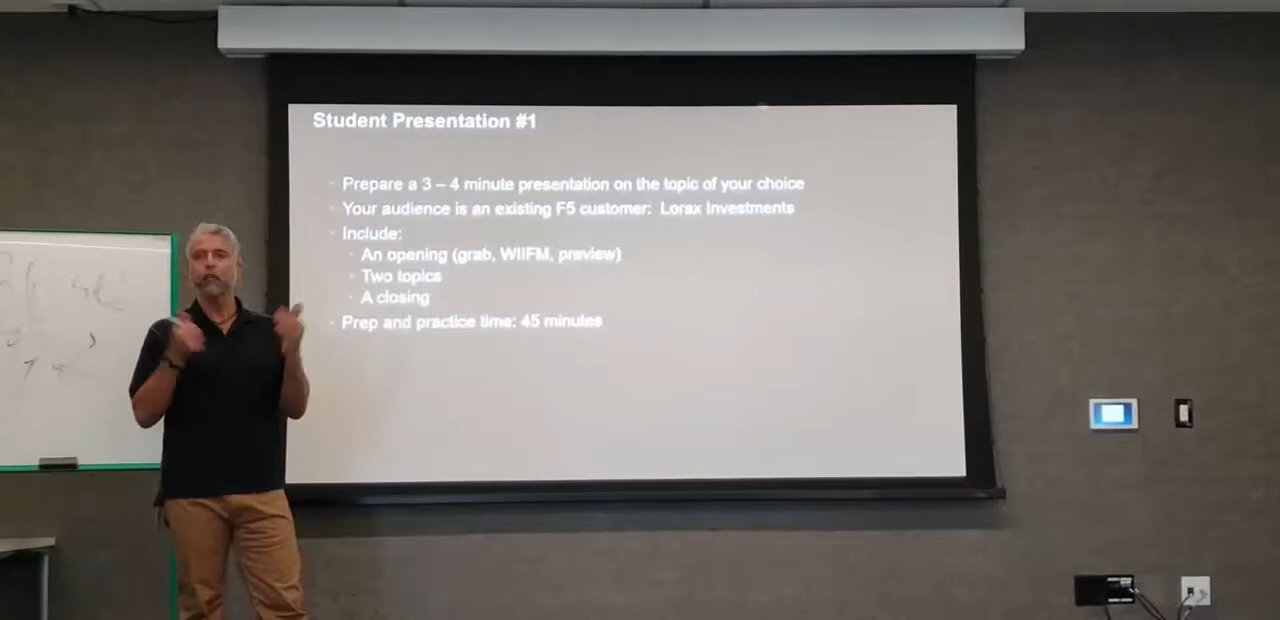 Student Presentation #1
Prepare a 3 – 4 minute presentation on the topic of your choice
Your audience is an existing F5 customer: Lorax Investments
Include:
An opening (grab, WIIFM, preview)
Two topics
A closing
Prep and practice time: 45 minutes